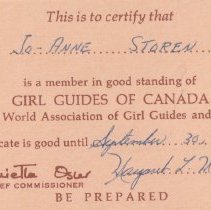 This is to certify that
Jo-Anne Storen
is a member in good standing of
GIRL GUIDES OF CANADA
World Association of Girl Guides and
cate is good until September 30,
EF COMMISSIONER
BE PREPARED